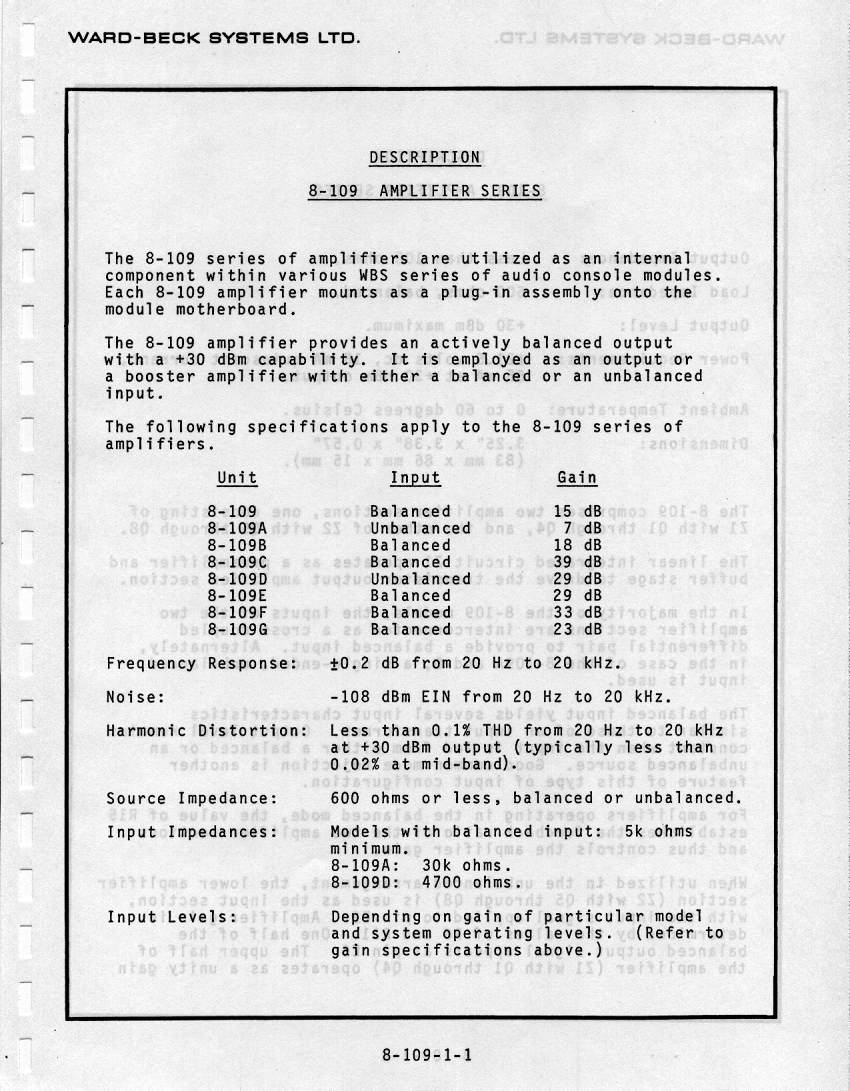 WARD-BECK SYSTEMS LTD.
DESCRIPTION
8-109 AMPLIFIER SERIES
The 8-109 series of amplifiers are utilized as an internal
component within various WBS series of audio console modules.
Each 8-109 amplifier mounts as a plug-in assembly onto the
module motherboard.
The 8-109 amplifier provides an actively balanced output
with a +30 dBm capability. It is employed as an output or
a booster amplifier with either a balanced or an unbalanced
input.
The following specifications apply to the 8-109 series of
amplifiers.
Unit Input Gain
8-109 Balanced 15 dB
8-109A Unbalanced 7 dB
8-109B Balanced 18 dB
8-109C Balanced 39 dB
8-109D Unbalanced 29 dB
8-109E Balanced 29 dB
8-109F Balanced 33 dB
8-109G Balanced 23 dB
Frequency Response: ±0.2 dB from 20 Hz to 20 kHz.
Noise: -108 dBm EIN from 20 Hz to 20 kHz.
Harmonic Distortion: Less than 0.1% THD from 20 Hz to 20 kHz
at +30 dBm output (typically less than
0.02% at mid-band).
Source Impedance: 600 ohms or less, balanced or unbalanced.
Input Impedances: Models with balanced input: 5k ohms
minimum.
8-109A: 30k ohms.
8-109D: 4700 ohms.
Input Levels: Depending on gain of particular model
and system operating levels. (Refer to
gain specifications above.)
8-109-1-1